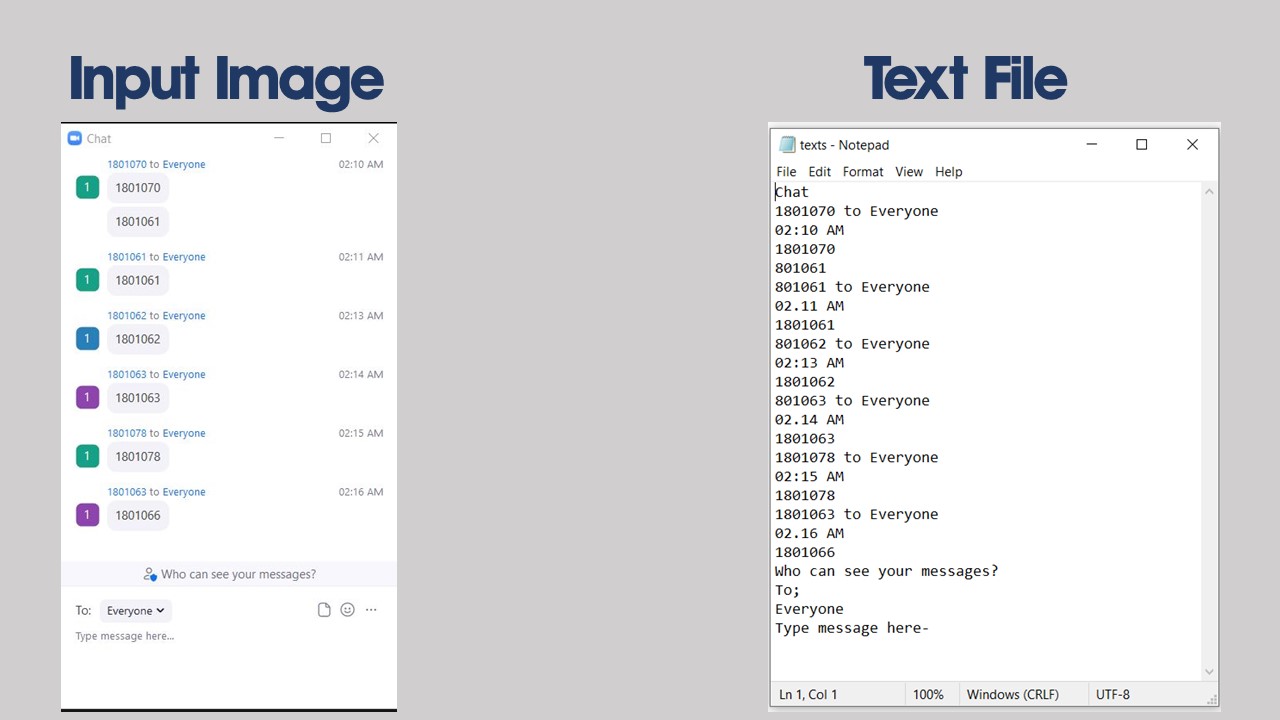 Input Image
Chat
1801070 to Everyone 02:10 AM
1 1801070
1801061
1801061 to Everyone 02:11 AM
1 1801061
1801062 to Everyone 02:13 AM
1 1801062
1801063 to Everyone 02:14 AM
1 1801063
1801078 to Everyone 02:15 AM
1 1801078
1801063 to Everyone 02:16 AM
1 1801066
Who can see your messages?
To: Everyone
Type message here...
Text File
texts - Notepad
File Edit Format View Help
Chat
1801070 to Everyone
02:10 AM
1801070
801061
801061 to Everyone
02.11 AM
1801061
801062 to Everyone
02:13 AM
1801062
801063 to Everyone
02.14 AM
1801063
1801078 to Everyone
02:15 AM
1801078
1801063 to Everyone
02.16 AM
1801066
Who can see your messages?
To;
Everyone
Type message here-
Ln 1, Col 1 100% Windows (CRLF) UTF-8